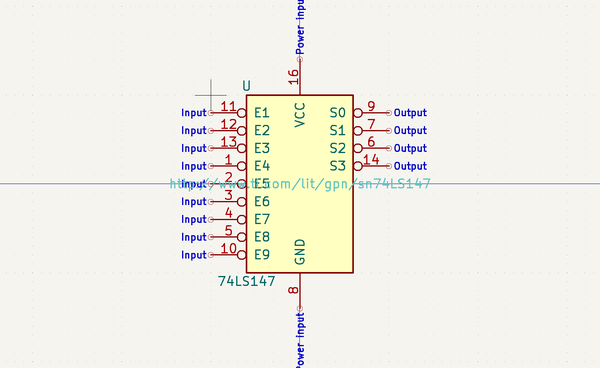 Power input
16
U
VCC
Input 11 E1 S0 9 Output
Input 12 E2 S1 7 Output
Input 13 E3 S2 6 Output
Input 1 E4 S3 14 Output
Input 2 E5
http://www.ti.com/lit/gpn/sn74LS147
Input 3 E6
Input 4 E7
Input 5 E8
Input 10 E9
GND
74LS147
8
Power input